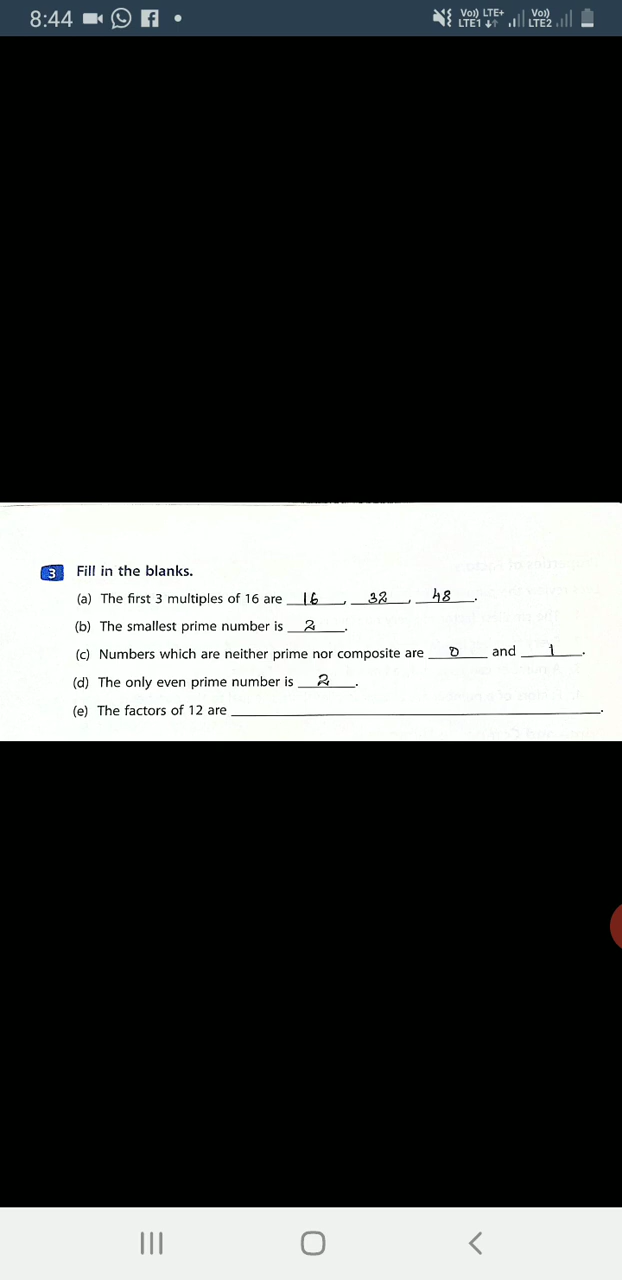 8:44
Vo) LTE+
LTE1
Vo)
LTE2
3 Fill in the blanks.
(a) The first 3 multiples of 16 are 16, 32, 48.
(b) The smallest prime number is 2.
(c) Numbers which are neither prime nor composite are 0 and 1.
(d) The only even prime number is 2.
(e) The factors of 12 are ____.